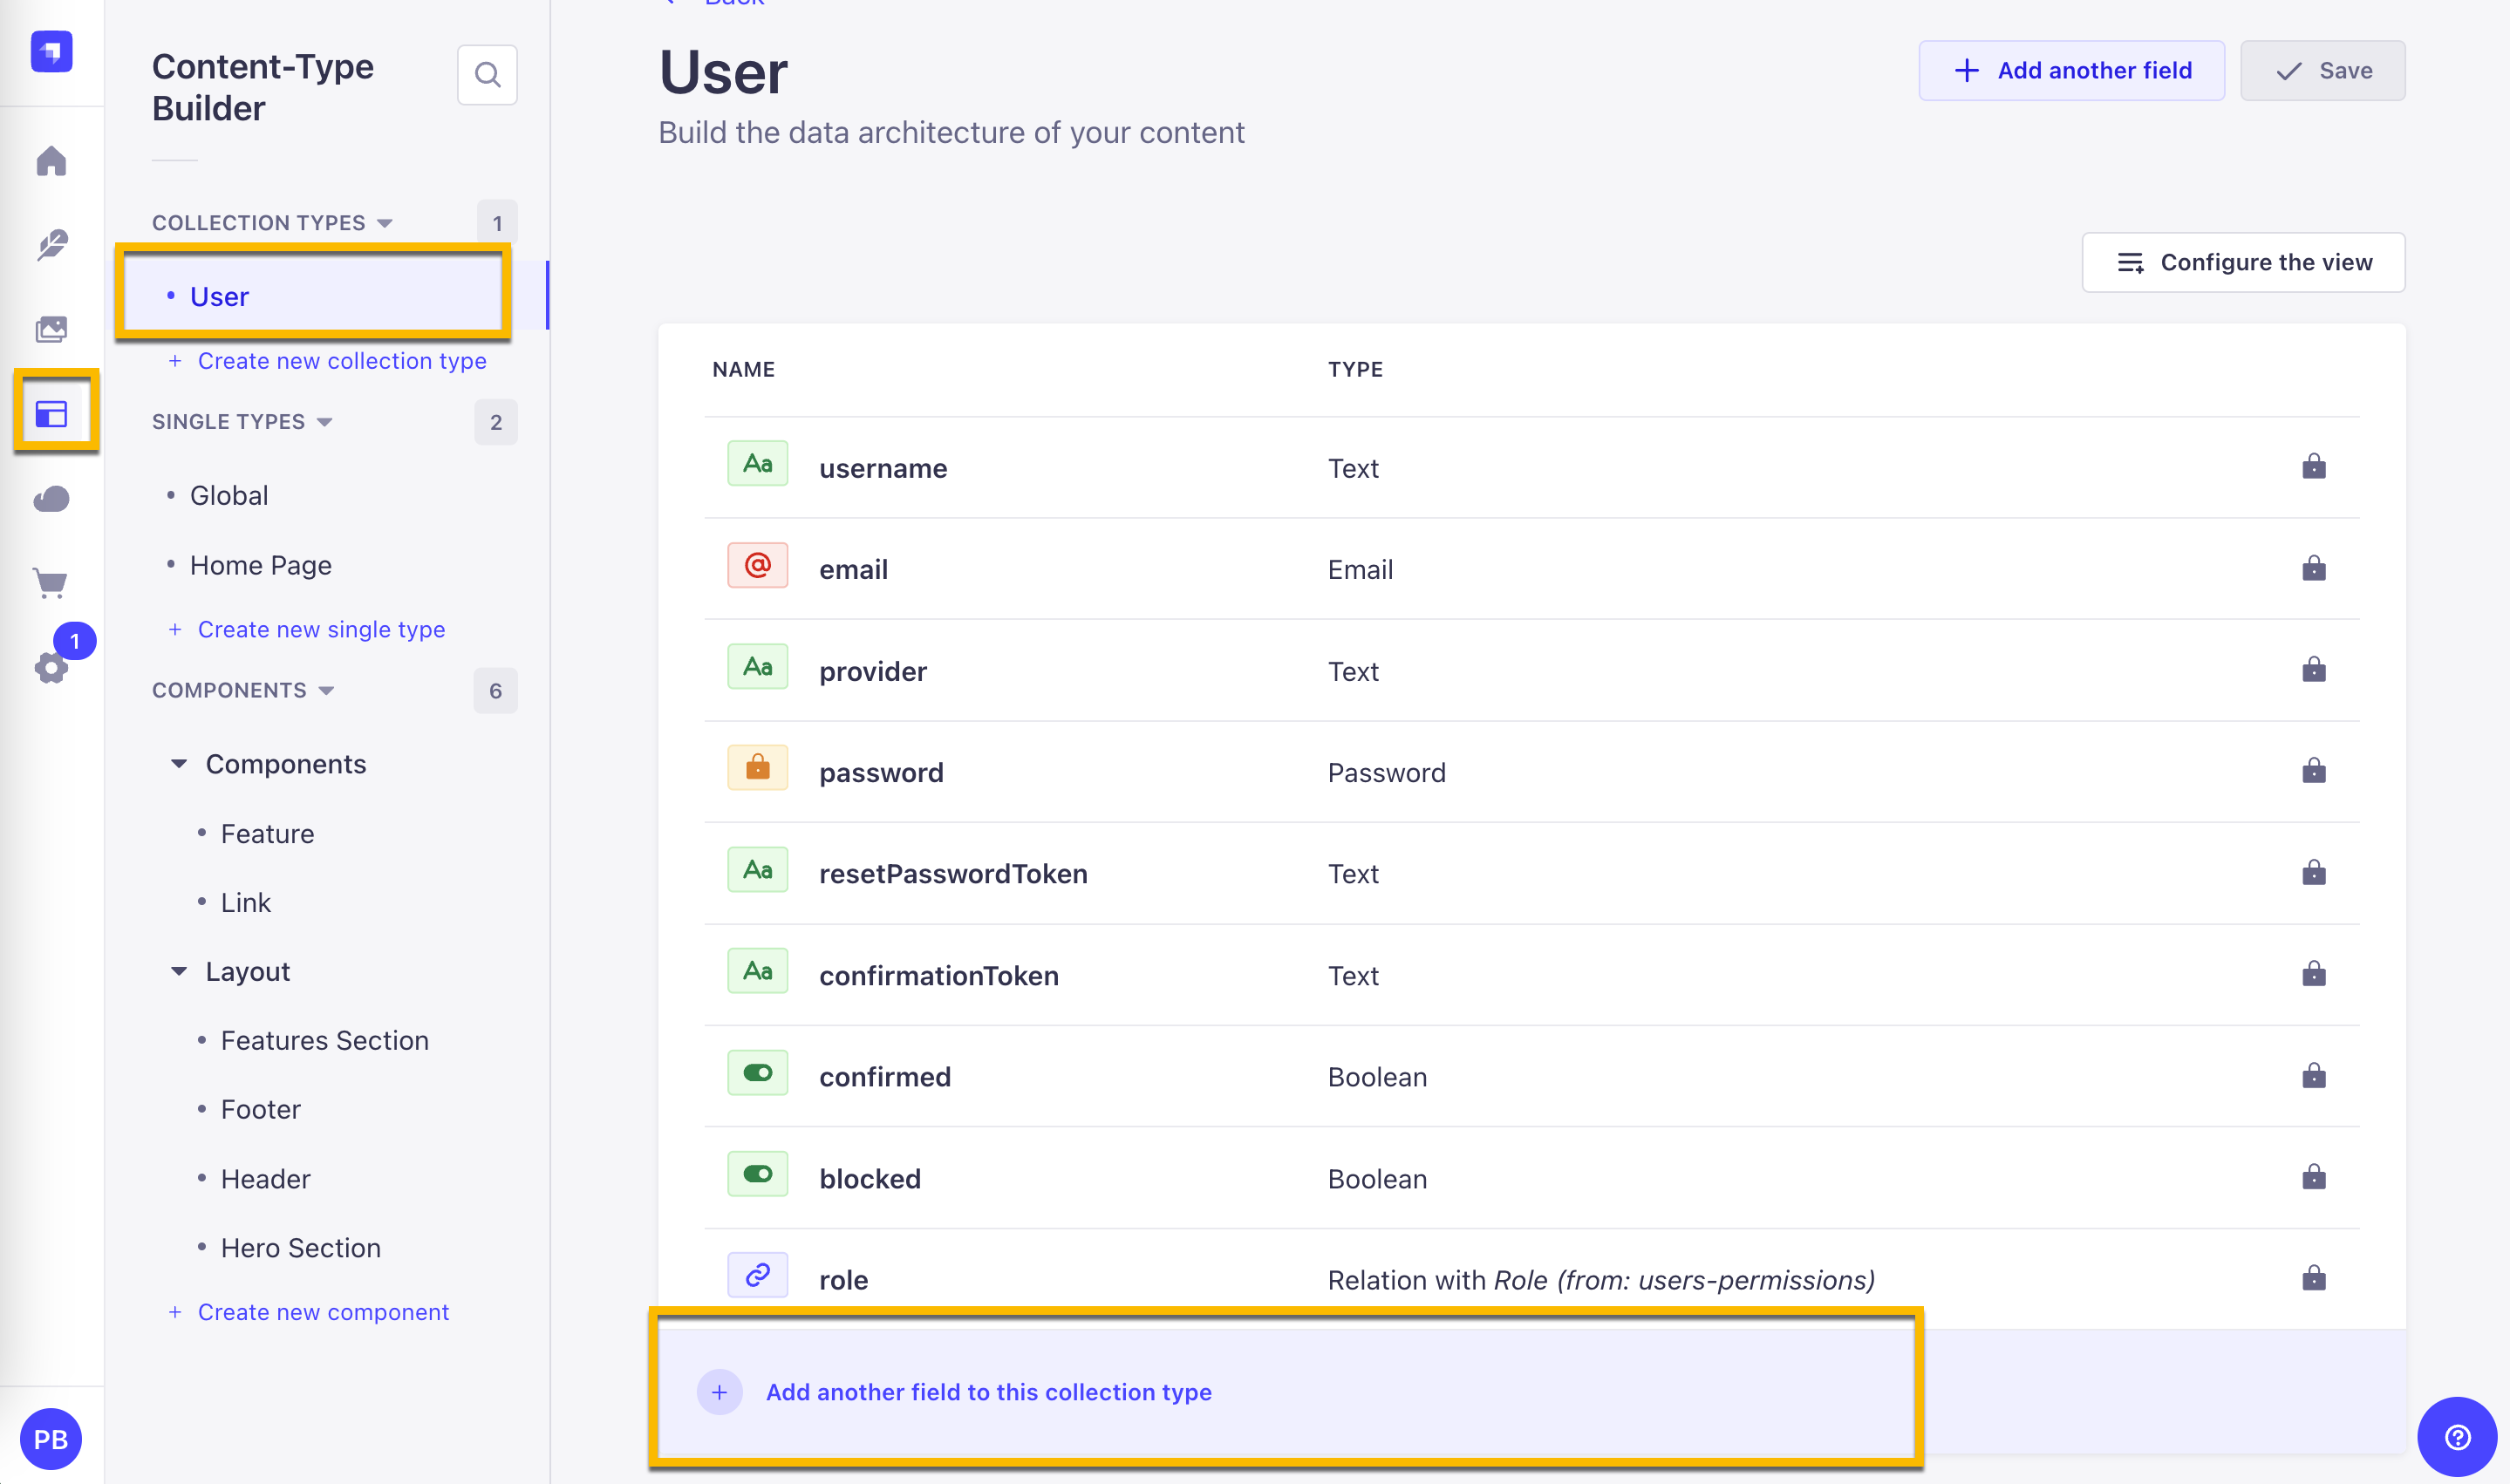 Content-Type
Builder
COLLECTION TYPES
1
User
+ Create new collection type
SINGLE TYPES
2
Global
Home Page
+ Create new single type
1
COMPONENTS
6
Components
Feature
Link
Layout
Features Section
Footer
Header
Hero Section
+ Create new component
PB
Back
User
Build the data architecture of your content
+ Add another field
Save
Configure the view
NAME TYPE
Aa username Text
@ email Email
Aa provider Text
password Password
Aa resetPasswordToken Text
Aa confirmationToken Text
confirmed Boolean
blocked Boolean
role Relation with Role (from: users-permissions)
+ Add another field to this collection type
?